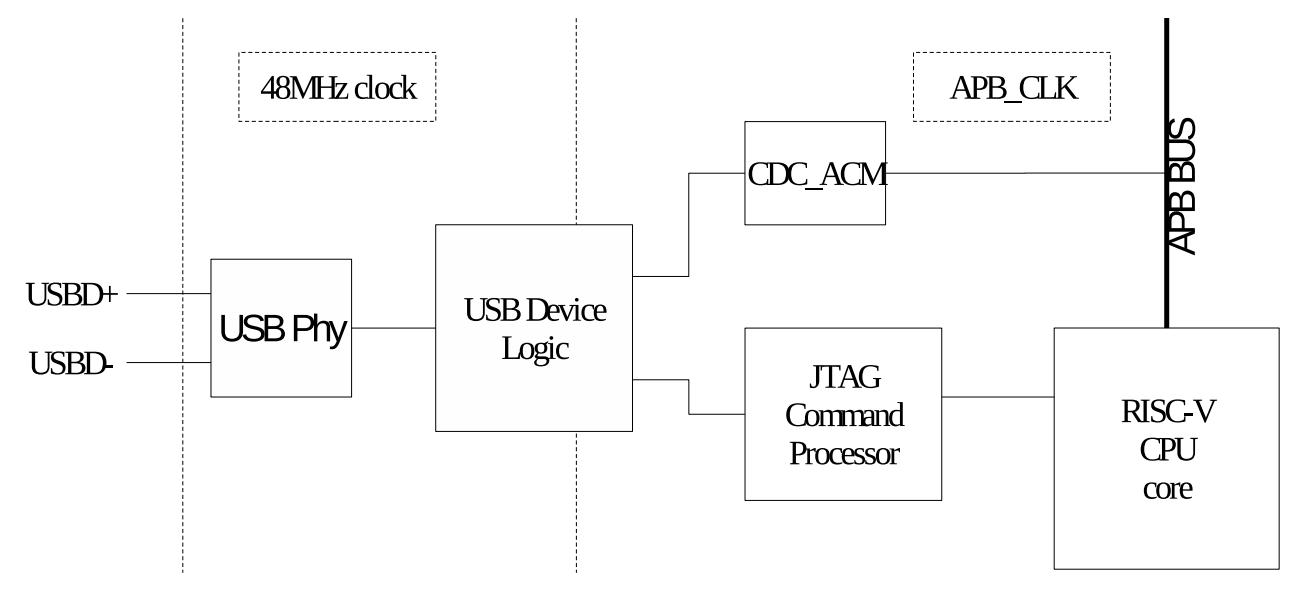 48MHz clock
APB_CLK
CDC_ACM
APB BUS
USBD+
USBD-
USB Phy
USB Device
Logic
JTAG
Command
Processor
RISC-V
CPU
core